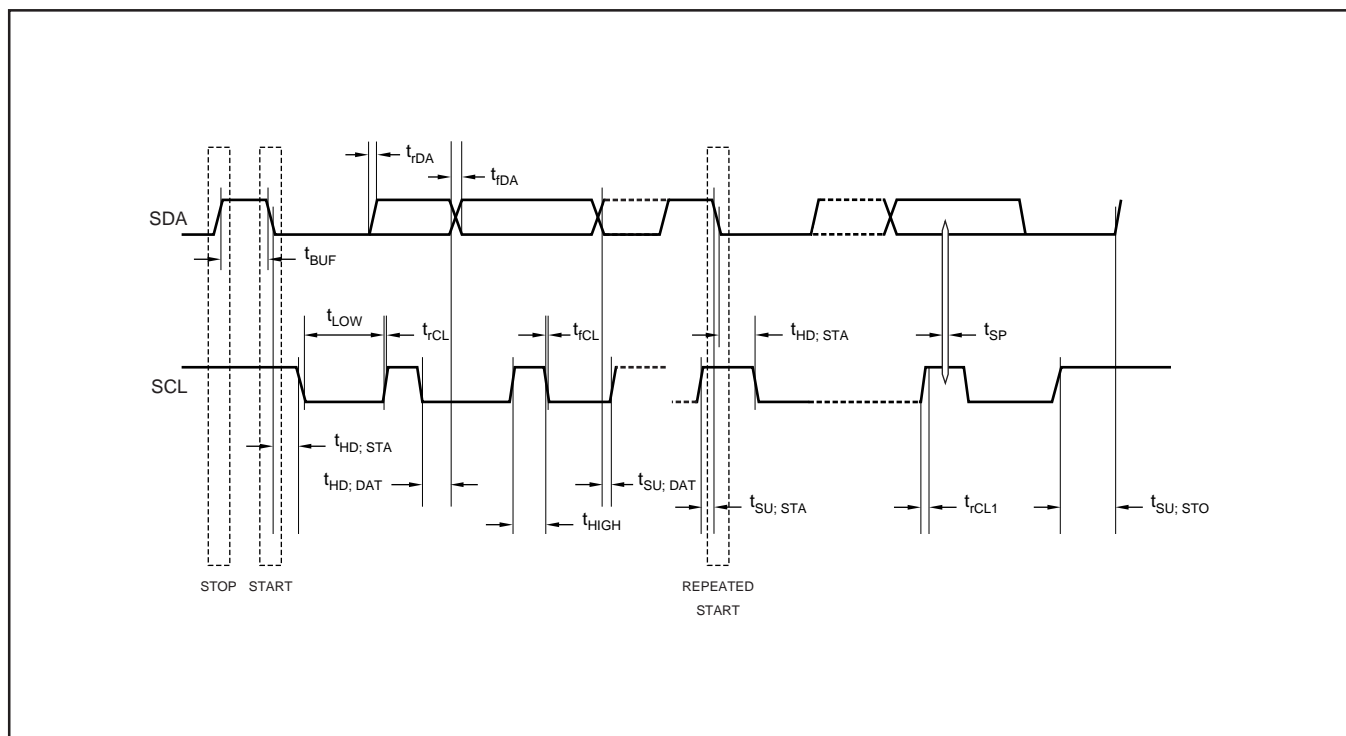 trDA
tfDA
SDA
tBUF
tLOW
trCL
tfCL
tHD; STA
tSP
SCL
tHD; STA
tHD; DAT
tSU; DAT
tHIGH
tSU; STA
trCL1
tSU; STO
STOP
START
REPEATED
START